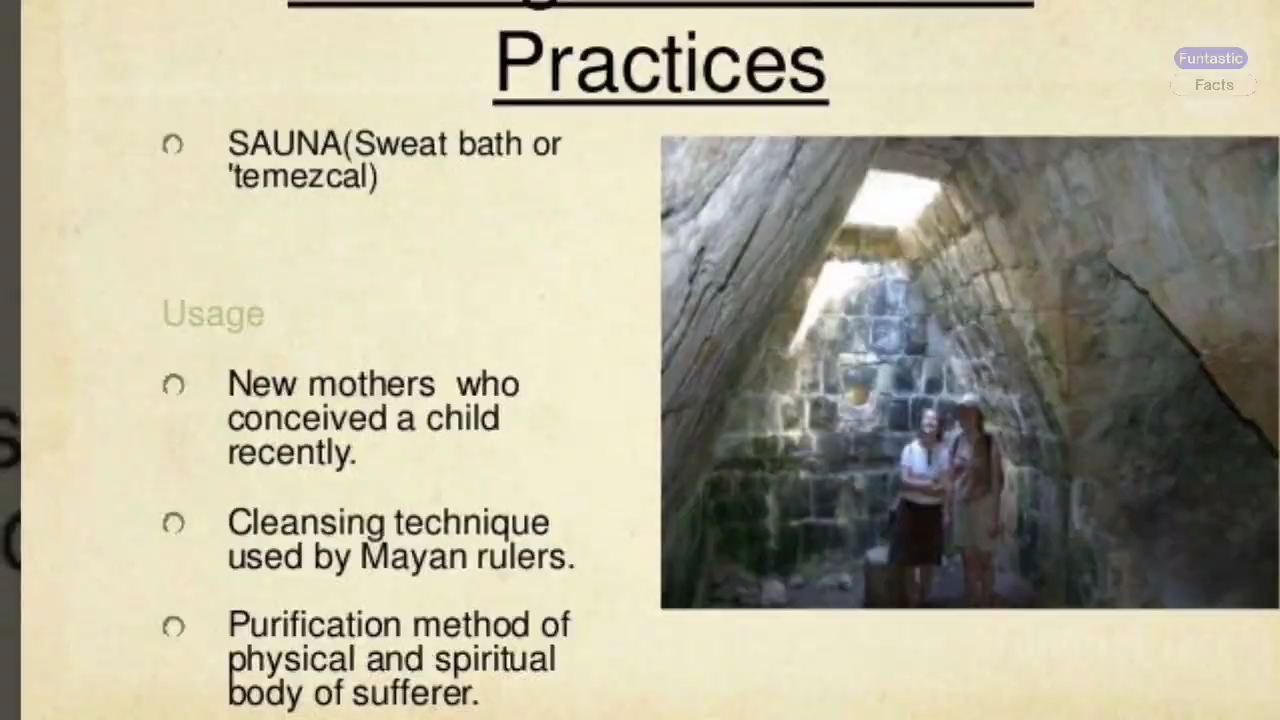 Practices
Funtastic
Facts
SAUNA(Sweat bath or
'temezcal)
Usage
New mothers who
conceived a child
recently.
Cleansing technique
used by Mayan rulers.
Purification method of
physical and spiritual
body of sufferer.